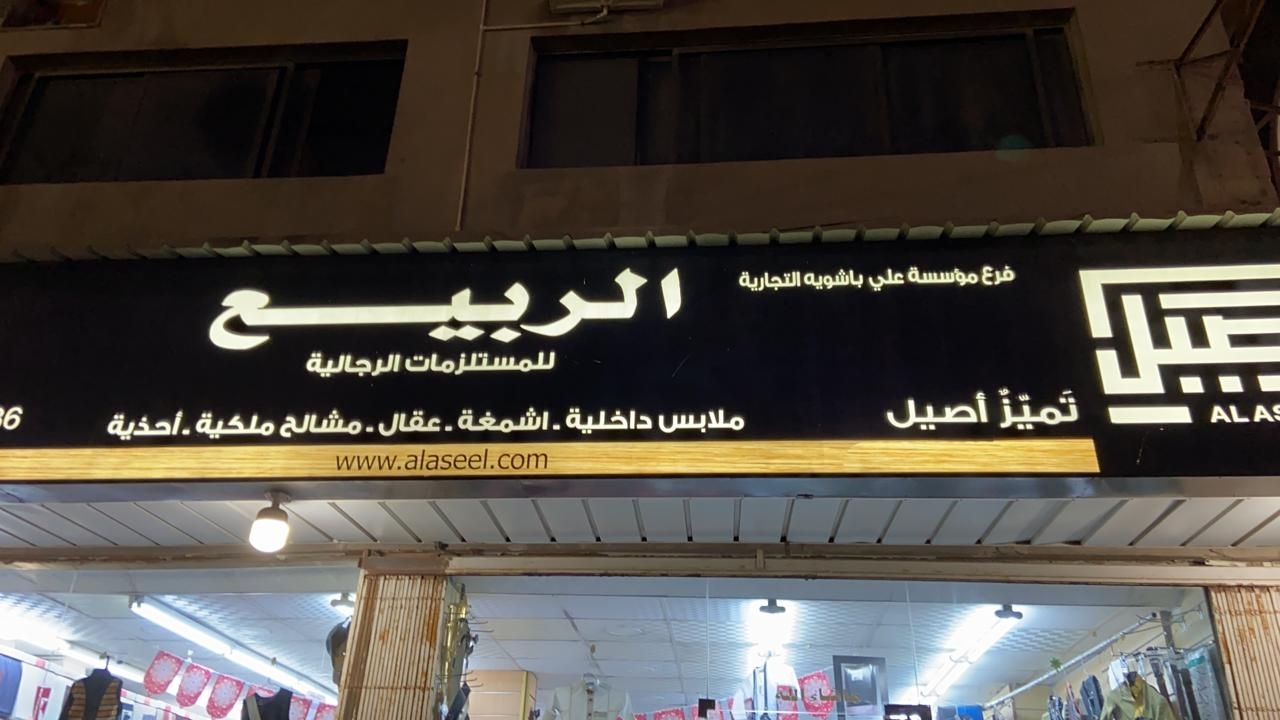 فرع مؤسسة علي باشويه التجارية
الربيع
للمستلزمات الرجالية
تَميّزٌ أصيل
ملابس داخلية . اشمغة . عقال . مشالح ملكية . أحذية
www.alaseel.com